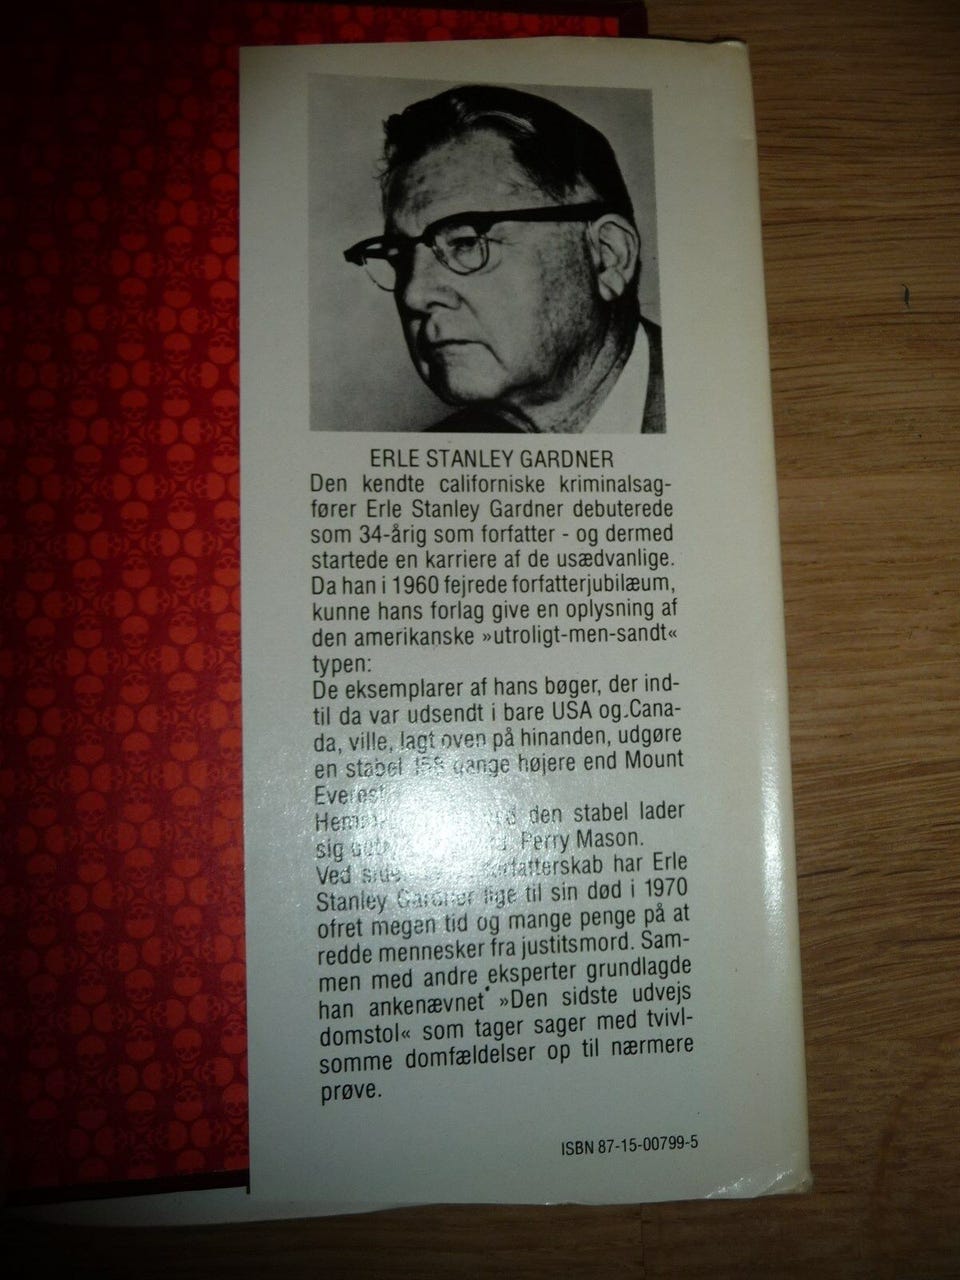 ERLE STANLEY GARDNER
Den kendte californiske kriminalsag-
fører Erle Stanley Gardner debuterede
som 34-årig som forfatter - og dermed
startede en karriere af de usædvanlige.
Da han i 1960 fejrede forfatterjubilæum,
kunne hans forlag give en oplysning af
den amerikanske »utroligt-men-sandt«
typen:
De eksemplarer af hans bøger, der ind-
til da var udsendt i bare USA og Cana-
da, ville, lagt oven på hinanden, udgøre
en stabel gange højere end Mount
Everest
den stabel lader
sig Perry Mason.
Ved forfatterskab har Erle
Stanley Gardner lige til sin død i 1970
ofret megen tid og mange penge på at
redde mennesker fra justitsmord. Sam-
men med andre eksperter grundlagde
han ankenævnet »Den sidste udvejs
domstol« som tager sager med tvivl-
somme domfældelser op til nærmere
prøve.
ISBN 87-15-00799-5